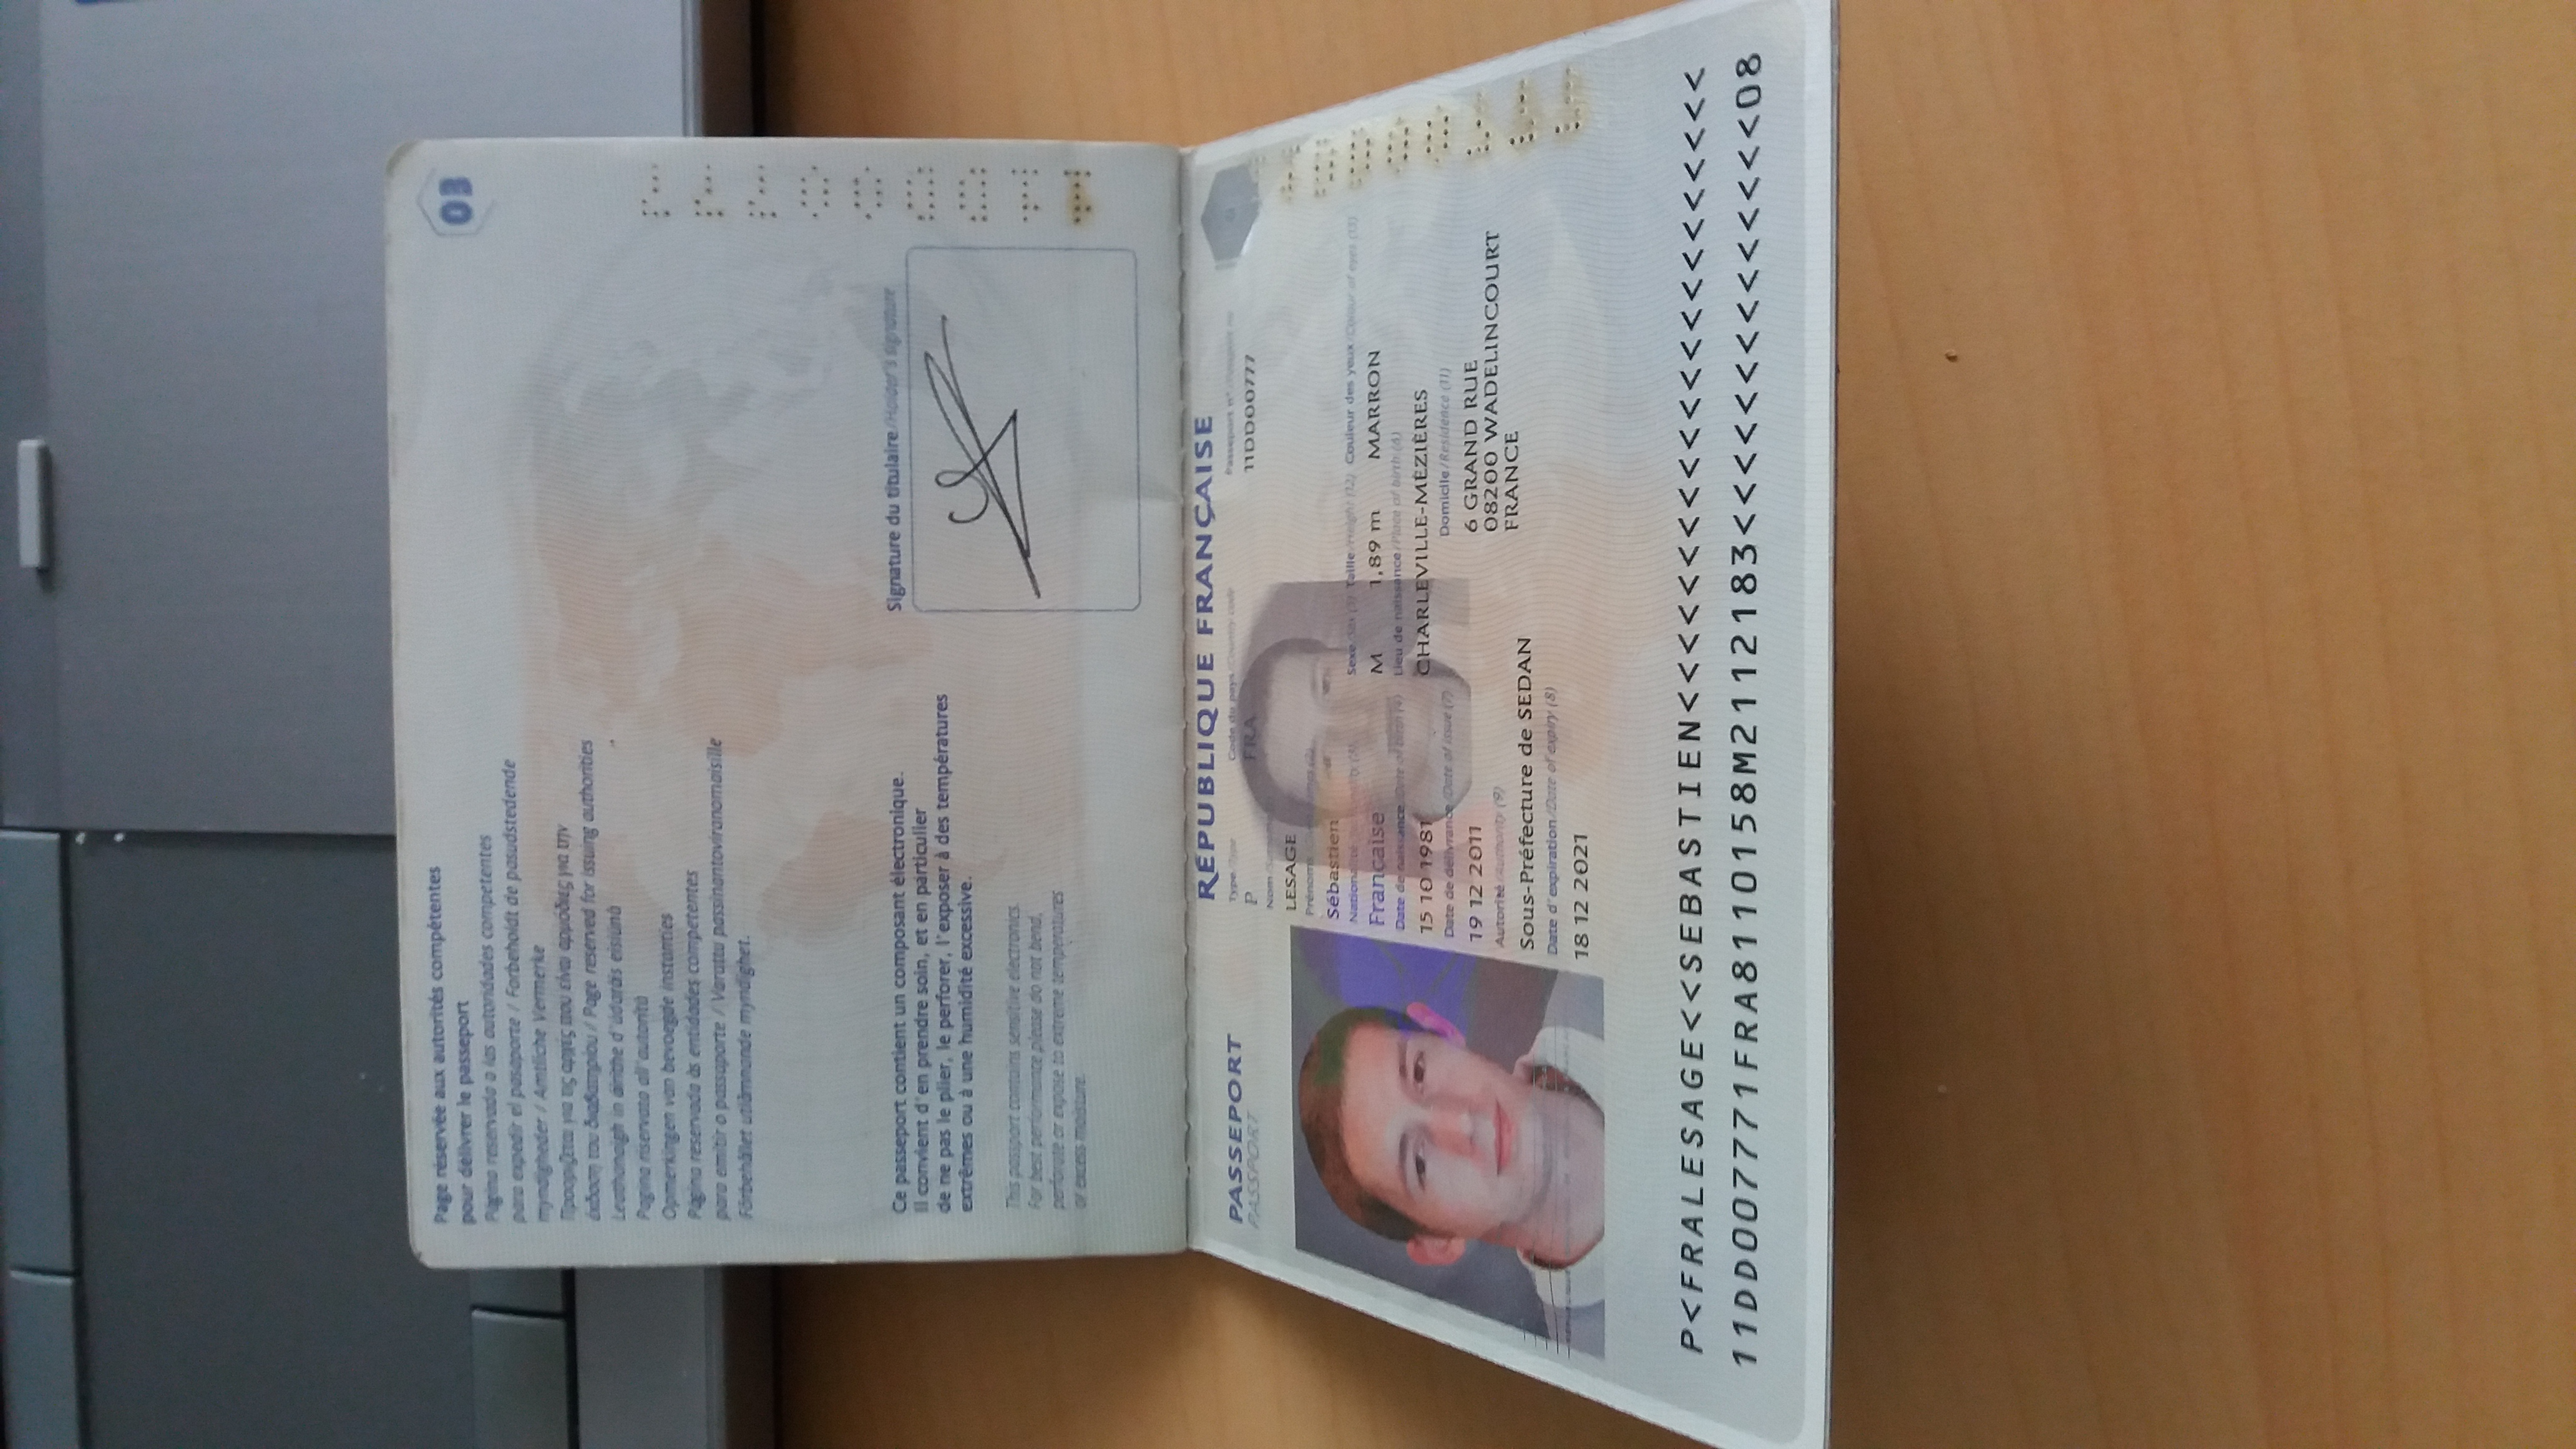 Page réservée aux autorités compétentes
pour délivrer le passeport
Página reservada a las autoridades competentes
para expedir el pasaporte / Forbeholdt de pasudstedende
myndigheder / Amtliche Vermerke
Προορίζεται για τις αρχές που είναι αρμόδιες για την
έκδοση του διαβατηρίου / Page reserved for issuing authorities
Leathanaigh in áirithe d'údaráis eisiúna
Pagina riservata all'autorità
Opmerkingen van bevoegde instanties
Página reservada às entidades competentes
para emitir o passaporte / Varattu passinantoviranomaisille
Förbehållet utlämnande myndighet.
03
Ce passeport contient un composant électronique.
Il convient d'en prendre soin, et en particulier
de ne pas le plier, le perforer, l'exposer à des températures
extrêmes ou à une humidité excessive.
This passport contains sensitive electronics.
For best performance please do not bend,
perforate or expose to extreme temperatures
or excess moisture.
Signature du titulaire/Holder's signature
RÉPUBLIQUE FRANÇAISE
PASSEPORT
PASSPORT
Type/Type
Code du pays/Country code
Passeport n°
P
FRA
11DD00777
Nom/Surname
LESAGE
Prénoms
Sébastien
Nationalité
Sexe
Taille/Height (12)
Couleur des yeux/Colour of eyes (13)
Française
M
1,89 m
MARRON
Date de naissance/Date of birth (4)
Lieu de naissance/Place of birth (6)
15 10 1981
CHARLEVILLE-MÉZIÈRES
Date de délivrance/Date of issue (7)
Domicile/Residence (11)
19 12 2011
6 GRAND RUE
08200 WADELINCOURT
FRANCE
Autorité/Authority (9)
Sous-Préfecture de SEDAN
Date d'expiration/Date of expiry (8)
18 12 2021
P<FRALESAGE<<SEBASTIEN<<<<<<<<<<<<<<<<<<<<<<
11DD007771FRA8110158M2112183<<<<<<<<<<<<<<08